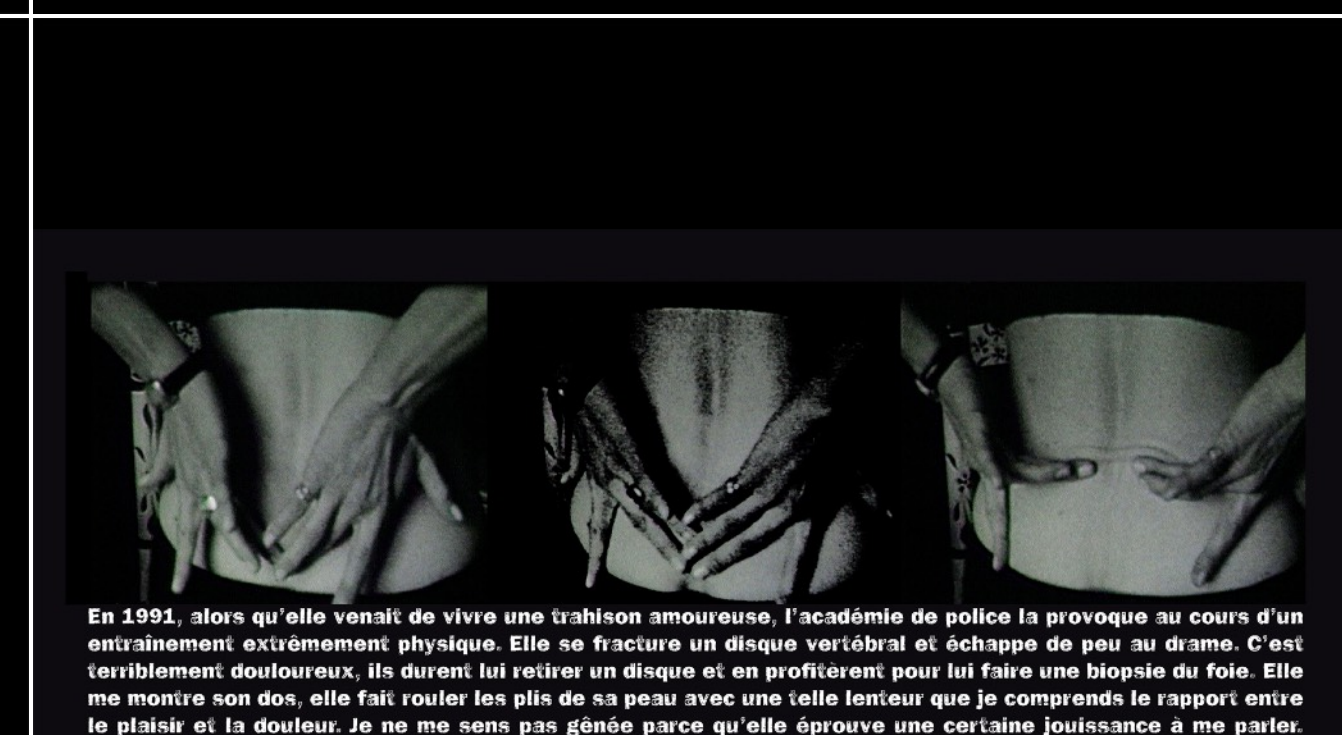 En 1991, alors qu'elle venait de vivre une trahison amoureuse, l'académie de police la provoque au cours d'un
entraînement extrêmement physique. Elle se fracture un disque vertébral et échappe de peu au drame. C'est
terriblement douloureux, ils durent lui retirer un disque et en profitèrent pour lui faire une biopsie du foie. Elle
me montre son dos, elle fait rouler les plis de sa peau avec une telle lenteur que je comprends le rapport entre
le plaisir et la douleur. Je ne me sens pas gênée parce qu'elle éprouve une certaine jouissance à me parler.